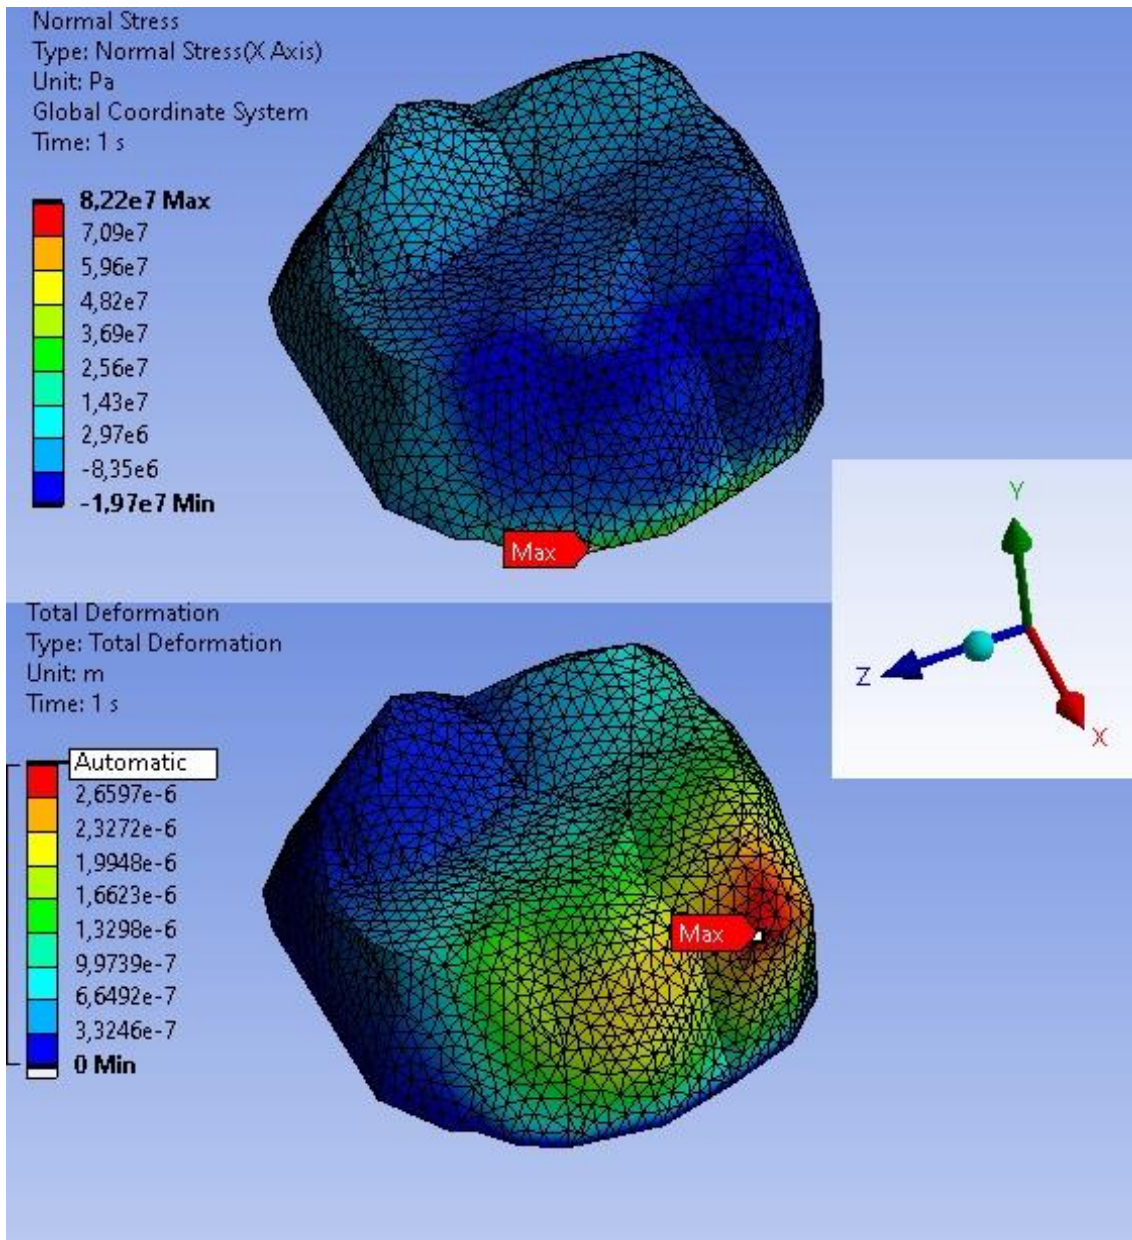 Normal Stress
Type: Normal Stress(X Axis)
Unit: Pa
Global Coordinate System
Time: 1 s
8,22e7 Max
7,09e7
5,96e7
4,82e7
3,69e7
2,56e7
1,43e7
2,97e6
-8,35e6
-1,97e7 Min
Max
Y
Z
X
Total Deformation
Type: Total Deformation
Unit: m
Time: 1 s
Automatic
2,6597e-6
2,3272e-6
1,9948e-6
1,6623e-6
1,3298e-6
9,9739e-7
6,6492e-7
3,3246e-7
0 Min
Max